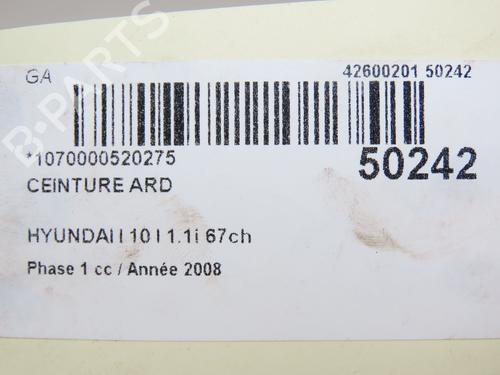 GA
42600201 50242
*1070000520275
50242
CEINTURE ARD
HYUNDAI I 10 I 1.1i 67ch
Phase 1 cc / Année 2008
B-PARTS